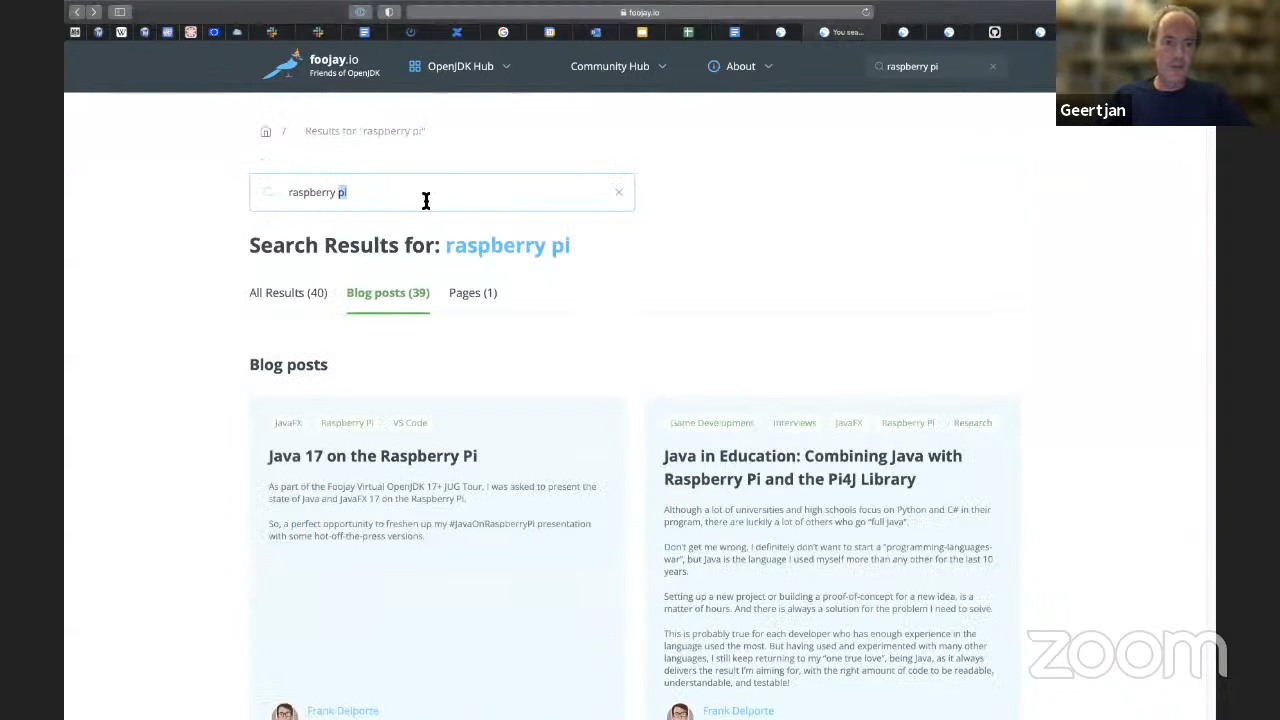 foojay.io
You sea...
foojay.io
Friends of OpenJDK
OpenJDK Hub
Community Hub
About
raspberry pi
Geertjan
/ Results for "raspberry pi"
raspberry pi
Search Results for: raspberry pi
All Results (40)
Blog posts (39)
Pages (1)
Blog posts
JavaFX
Raspberry Pi
VS Code
Java 17 on the Raspberry Pi
As part of the Foojay Virtual OpenJDK 17+ JUG Tour, I was asked to present the
state of Java and JavaFX 17 on the Raspberry Pi.
So, a perfect opportunity to freshen up my #JavaOnRaspberryPi presentation
with some hot-off-the-press versions.
Frank Delporte
Game Development
Interviews
JavaFX
Raspberry Pi
Research
Java in Education: Combining Java with
Raspberry Pi and the Pi4J Library
Although a lot of universities and high schools focus on Python and C# in their
program, there are luckily a lot of others who go "full Java".
Don't get me wrong, I definitely don't want to start a "programming-languages-
war", but Java is the language I used myself more than any other for the last 10
years.
Setting up a new project or building a proof-of-concept for a new idea, is a
matter of hours. And there is always a solution for the problem I need to solve.
This is probably true for each developer who has enough experience in the
language used the most. But having used and experimented with many other
languages, I still keep returning to my "one true love", being Java, as it always
delivers the result I'm aiming for, with the right amount of code to be readable,
understandable, and testable!
Frank Delporte
zoom